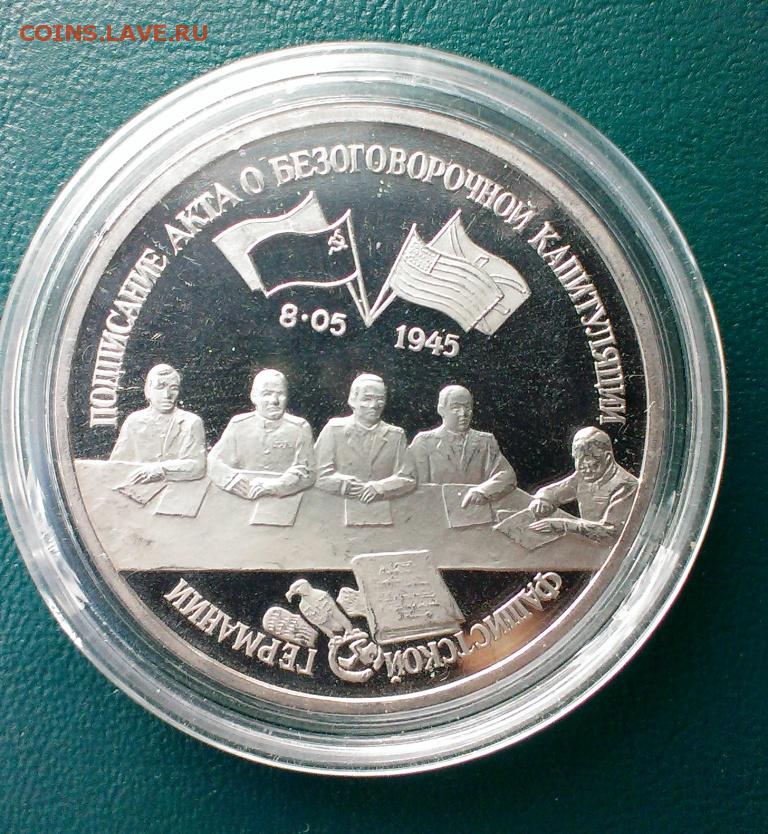 COINS.LAVE.RU
ПОДПИСАНИЕ АКТА О БЕЗОГОВОРОЧНОЙ КАПИТУЛЯЦИИ
8·05 1945
ФАШИСТСКОЙ ГЕРМАНИИ